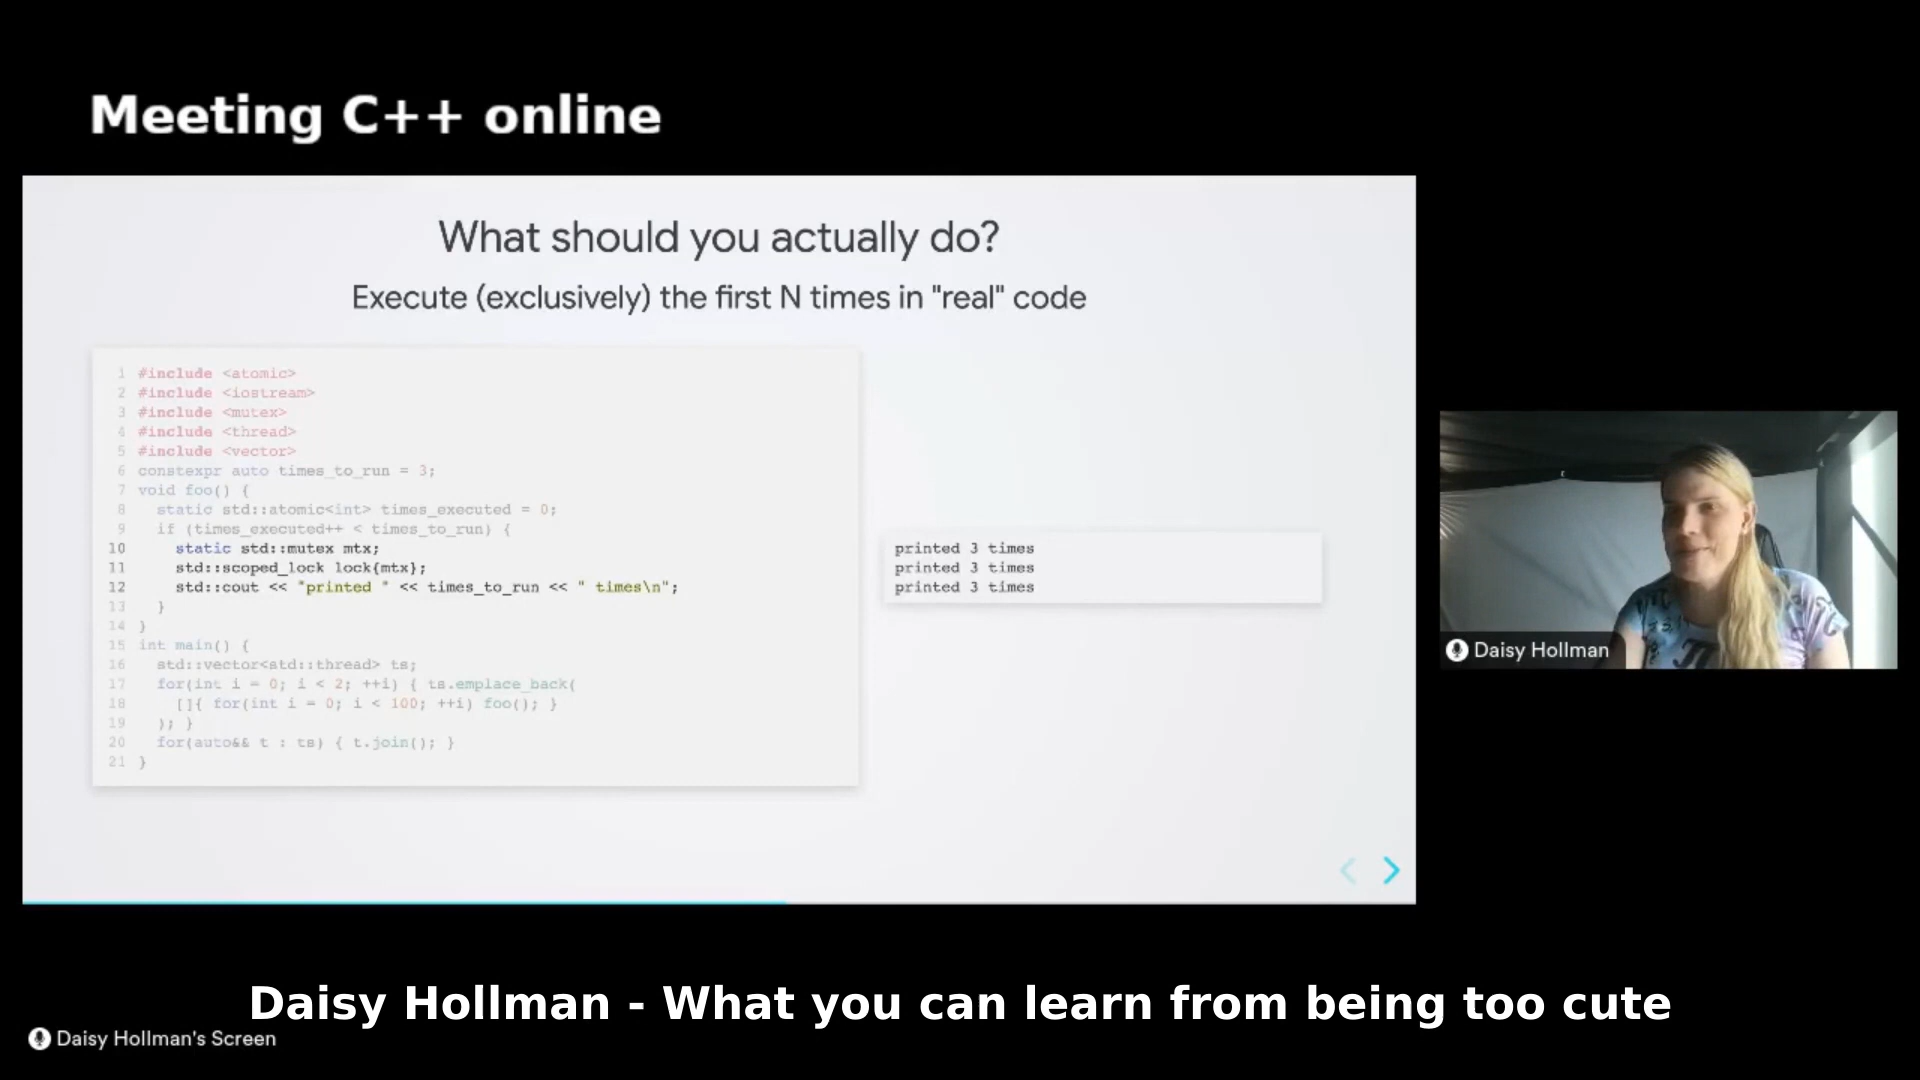 Meeting C++ online
What should you actually do?
Execute (exclusively) the first N times in "real" code
1 #include <atomic>
2 #include <iostream>
3 #include <mutex>
4 #include <thread>
5 #include <vector>
6 constexpr auto times_to_run = 3;
7 void foo() {
8   static std::atomic<int> times_executed = 0;
9   if (times_executed++ < times_to_run) {
10     static std::mutex mtx;
11     std::scoped_lock lock{mtx};
12     std::cout << "printed " << times_to_run << " times\n";
13   }
14 }
15 int main() {
16   std::vector<std::thread> ts;
17   for(int i = 0; i < 2; ++i) { ts.emplace_back(
18     []{ for(int i = 0; i < 100; ++i) foo(); }
19   ); }
20   for(auto&& t : ts) { t.join(); }
21 }
printed 3 times
printed 3 times
printed 3 times
Daisy Hollman
Daisy Hollman - What you can learn from being too cute
Daisy Hollman's Screen